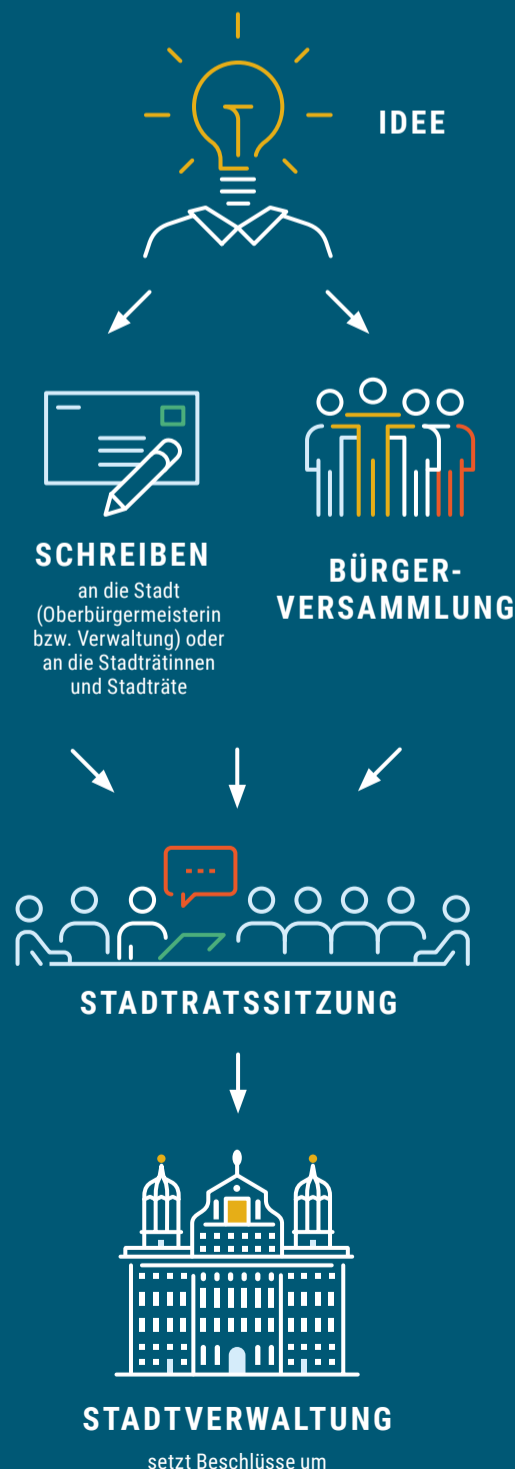 IDEE
SCHREIBEN
an die Stadt
(Oberbürgermeisterin
bzw. Verwaltung) oder
an die Stadträtinnen
und Stadträte
BÜRGER-
VERSAMMLUNG
STADTRATSSITZUNG
STADTVERWALTUNG
setzt Beschlüsse um